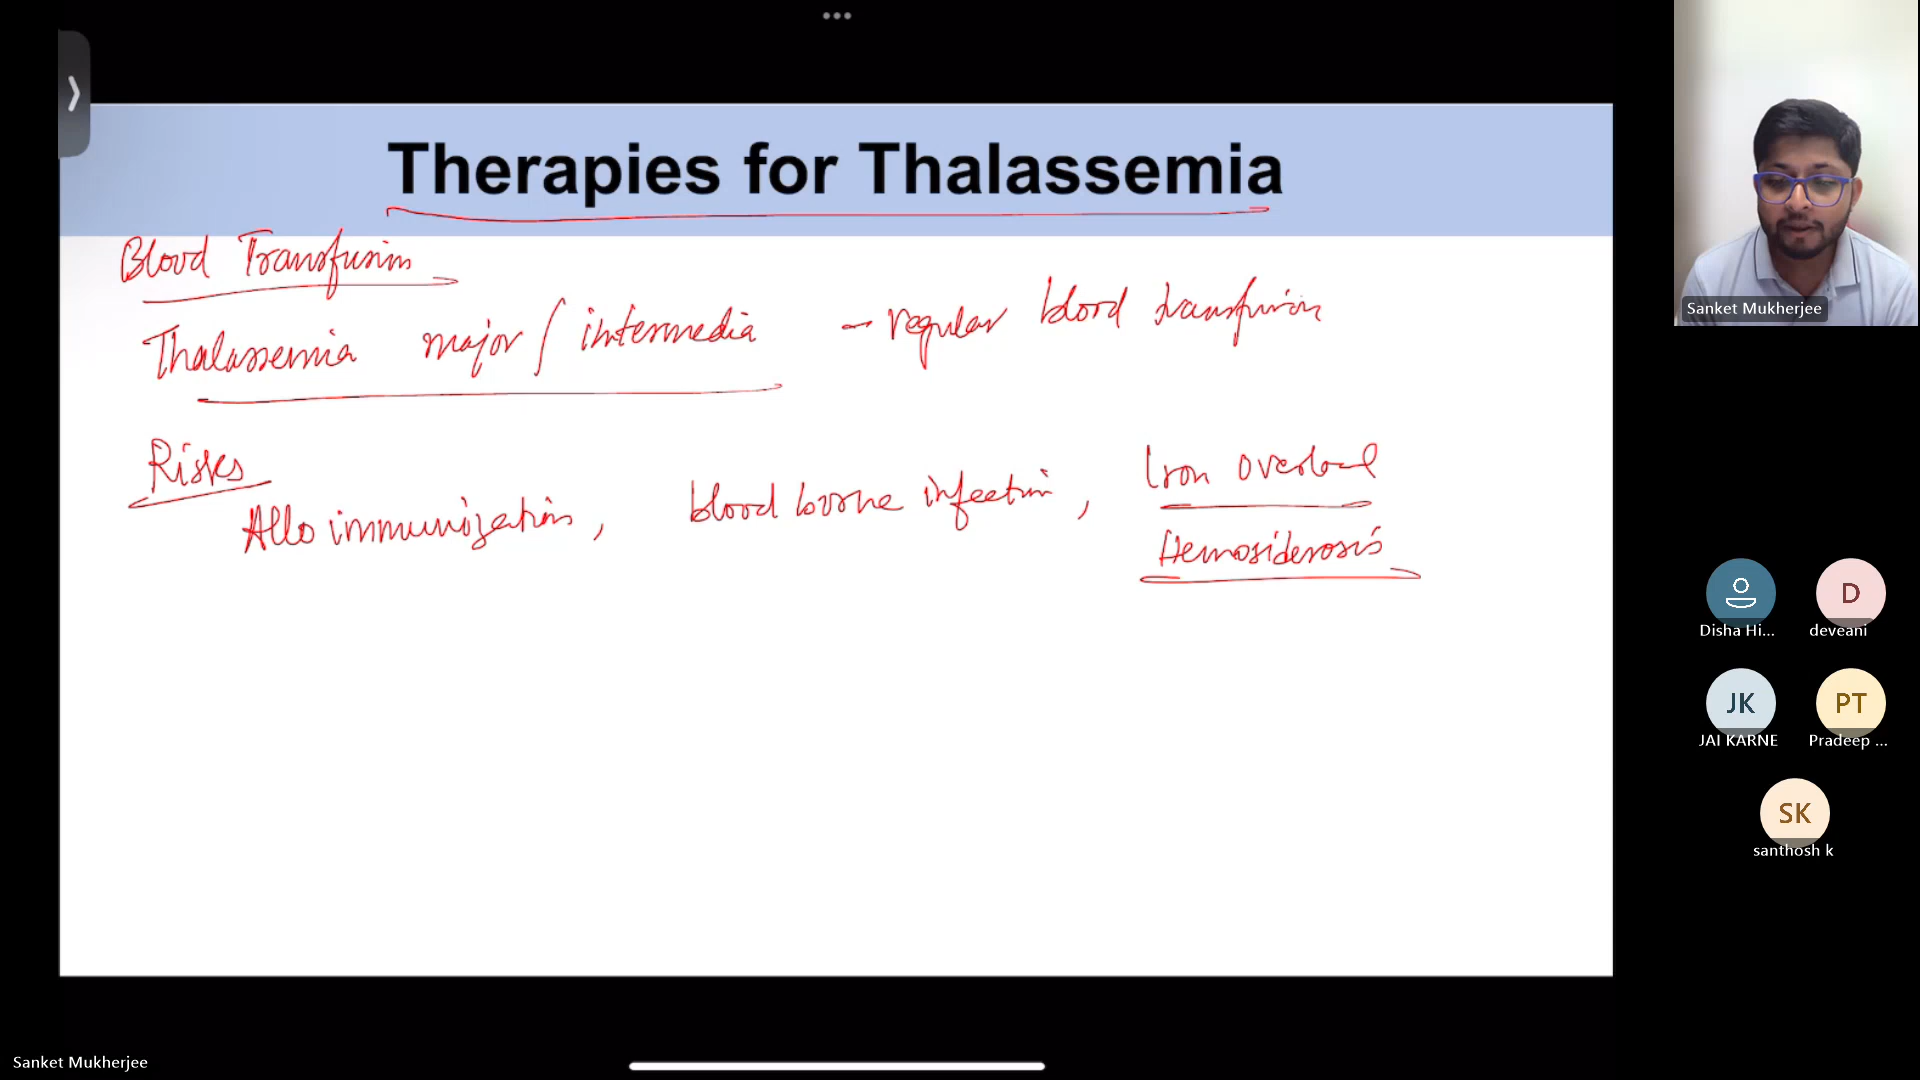 Therapies for Thalassemia
Blood Transfusion
Thalassemia major / intermedia – regular blood transfusion
Risks
Allo immunization, blood borne infection, Iron overload
Hemosiderosis
Sanket Mukherjee
Disha Hi...
D
deveani
JK
JAI KARNE
PT
Pradeep ...
SK
santhosh k
Sanket Mukherjee